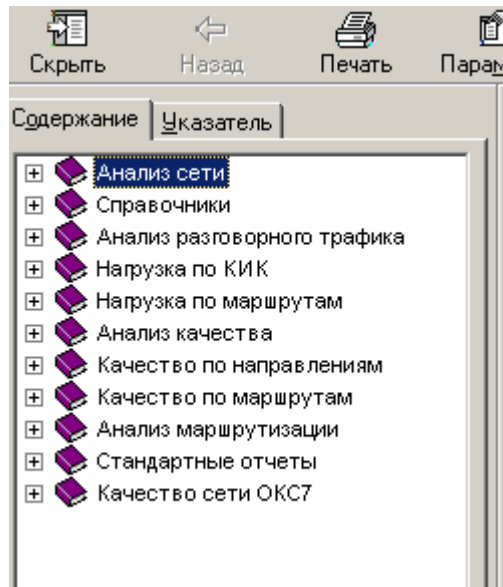 Скрыть Назад Печать Парам
Содержание Указатель
Анализ сети
Справочники
Анализ разговорного трафика
Нагрузка по КИК
Нагрузка по маршрутам
Анализ качества
Качество по направлениям
Качество по маршрутам
Анализ маршрутизации
Стандартные отчеты
Качество сети ОКС7